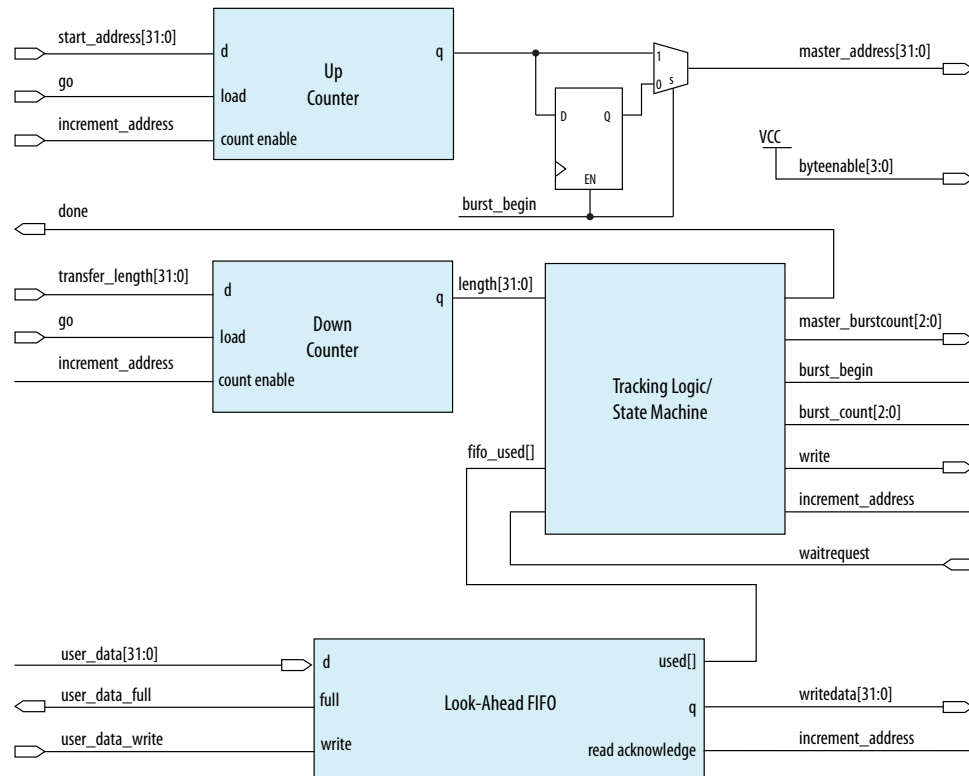 start_address[31:0]
go
increment_address
d
load
count enable
q
Up
Counter
1
0
s
D
Q
EN
burst_begin
master_address[31:0]
VCC
byteenable[3:0]
done
transfer_length[31:0]
go
increment_address
d
load
count enable
q
Down
Counter
length[31:0]
fifo_used[]
Tracking Logic/
State Machine
master_burstcount[2:0]
burst_begin
burst_count[2:0]
write
increment_address
waitrequest
user_data[31:0]
user_data_full
user_data_write
d
full
write
Look-Ahead FIFO
used[]
q
read acknowledge
writedata[31:0]
increment_address